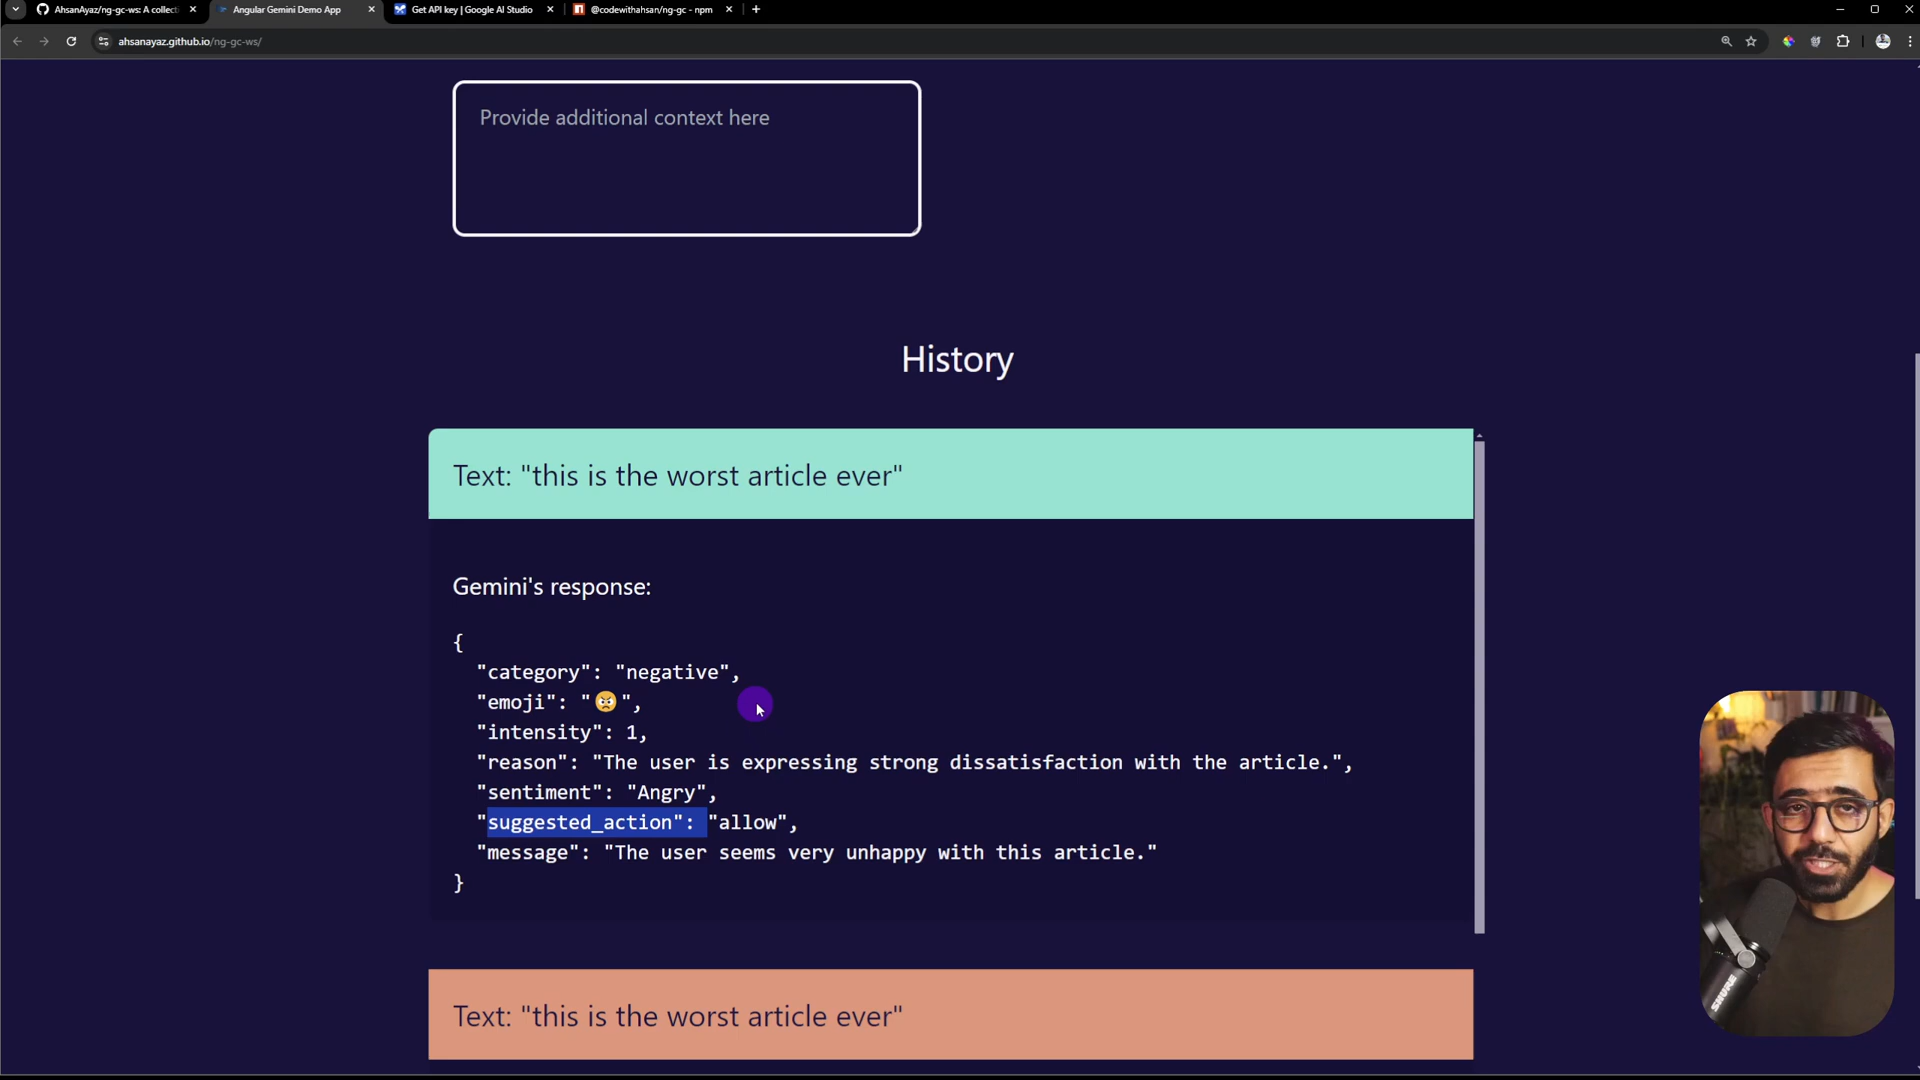 AhsanAyaz/ng-gc-ws: A collecti
Angular Gemini Demo App
Get API key | Google AI Studio
@codewithahsan/ng-gc - npm
ahsanayaz.github.io/ng-gc-ws/
Provide additional context here
History
Text: "this is the worst article ever"
Gemini's response:
{
"category": "negative",
"emoji": "😠",
"intensity": 1,
"reason": "The user is expressing strong dissatisfaction with the article.",
"sentiment": "Angry",
"suggested_action": "allow",
"message": "The user seems very unhappy with this article."
}
Text: "this is the worst article ever"
SHURE